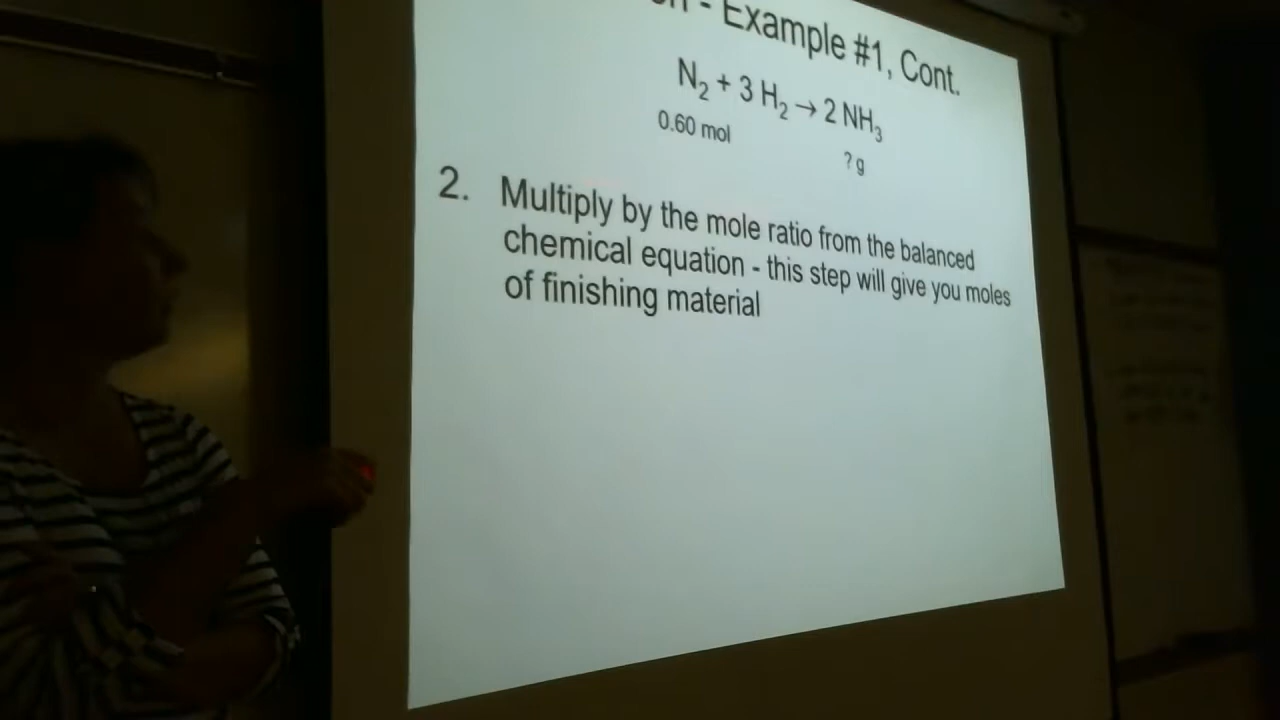 - Example #1, Cont.
N₂ + 3 H₂ → 2 NH₃
0.60 mol
? g
2. Multiply by the mole ratio from the balanced
chemical equation - this step will give you moles
of finishing material